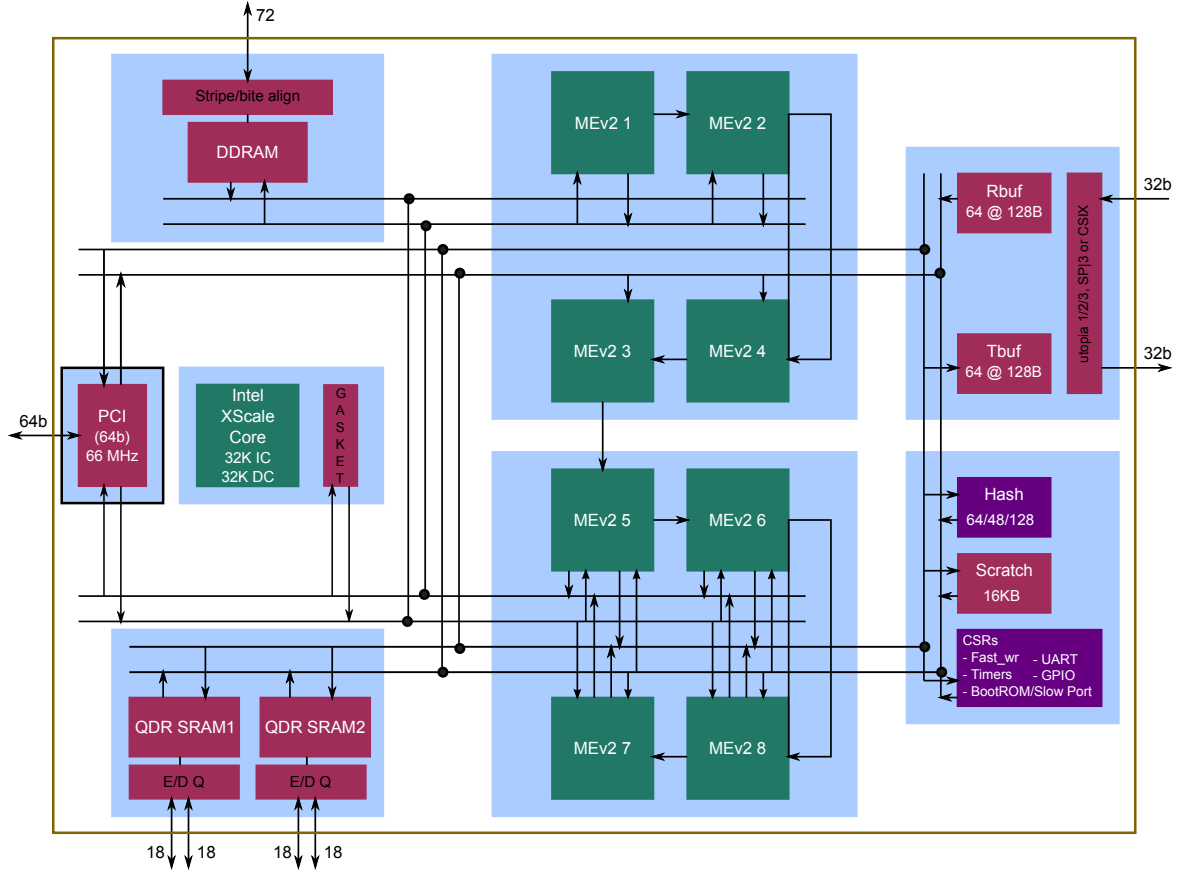 72
Stripe/bite align
DDRAM
MEv2 1
MEv2 2
Rbuf
64 @ 128B
utopia 1/2/3, SP|3 or CSIX
32b
MEv2 3
MEv2 4
Tbuf
64 @ 128B
32b
64b
PCI
(64b)
66 MHz
Intel
XScale
Core
32K IC
32K DC
G
A
S
K
E
T
MEv2 5
MEv2 6
Hash
64/48/128
Scratch
16KB
CSRs
- Fast_wr - UART
- Timers - GPIO
- BootROM/Slow Port
QDR SRAM1
QDR SRAM2
E/D Q
E/D Q
MEv2 7
MEv2 8
18
18
18
18